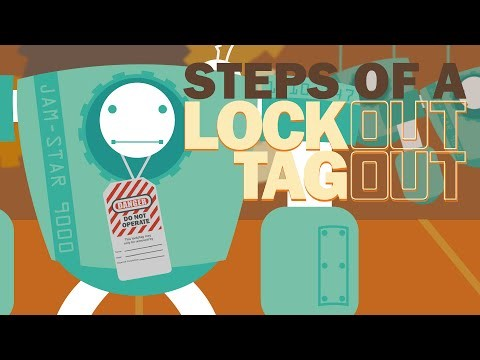 STEPS OF A
LOCKOUT
TAGOUT
JAM-STAR 9000
DANGER
DO NOT
OPERATE